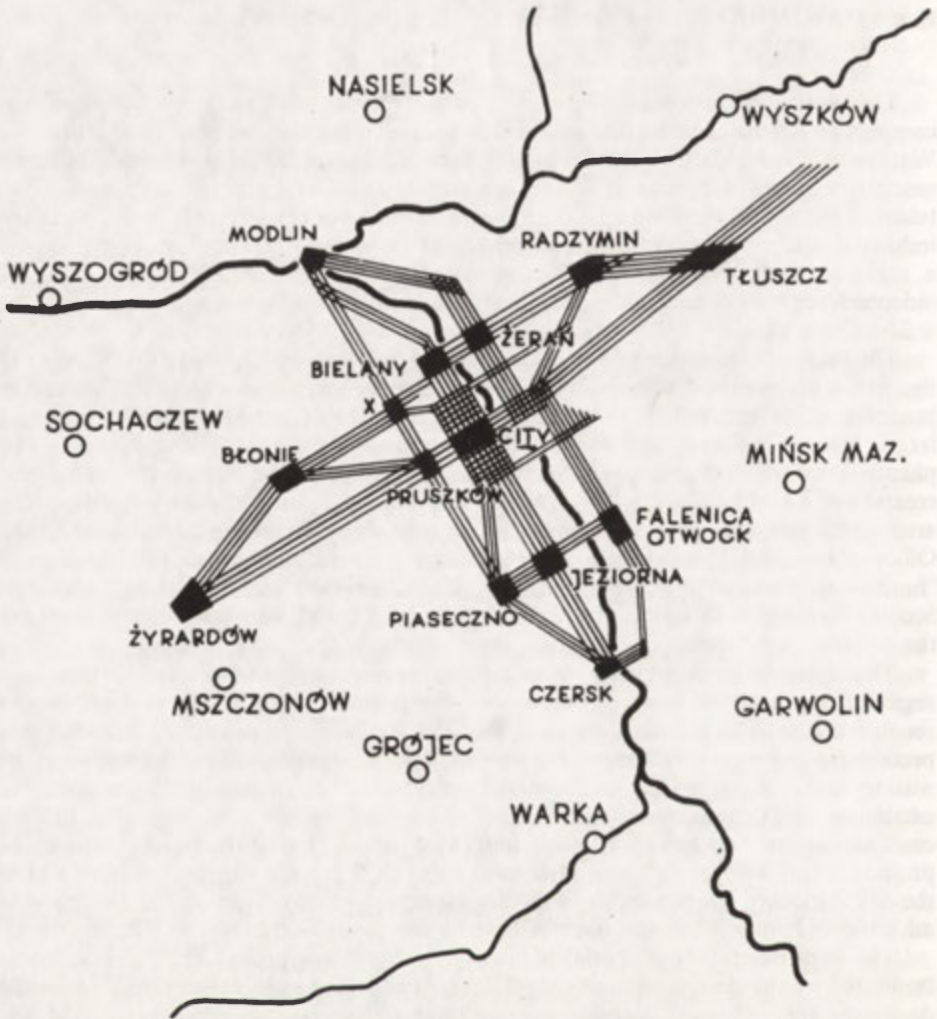 NASIELSK
WYSZKÓW
MODLIN
RADZYMIN
WYSZOGRÓD
TŁUSZCZ
ŻERAŃ
BIELANY
X
SOCHACZEW
CITY
BŁONIE
MIŃSK MAZ.
PRUSZKÓW
FALENICA
OTWOCK
JEZIORNA
PIASECZNO
ŻYRARDÓW
CZERSK
MSZCZONÓW
GARWOLIN
GRÓJEC
WARKA